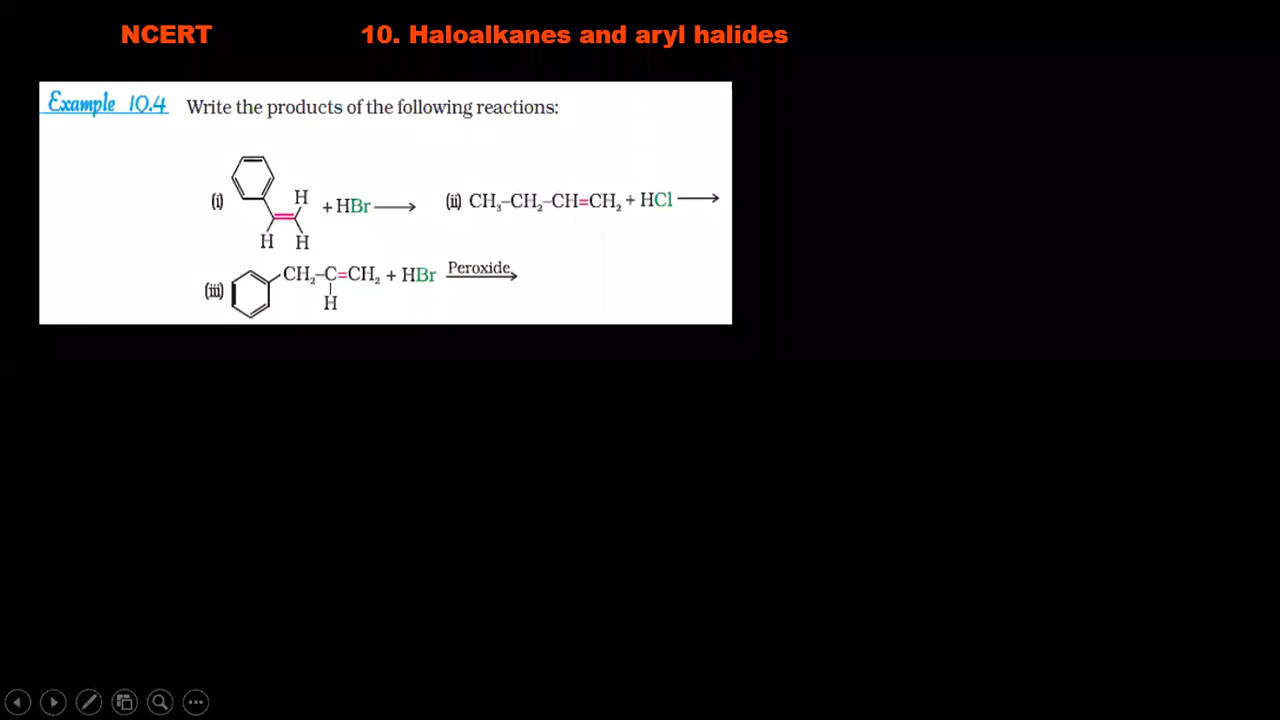 NCERT 10. Haloalkanes and aryl halides
Example 10.4 Write the products of the following reactions:
H
(i) + HBr ⟶ (ii) CH₃–CH₂–CH=CH₂ + HCl ⟶
H H
(iii) CH₂–C=CH₂ + HBr Peroxide
H